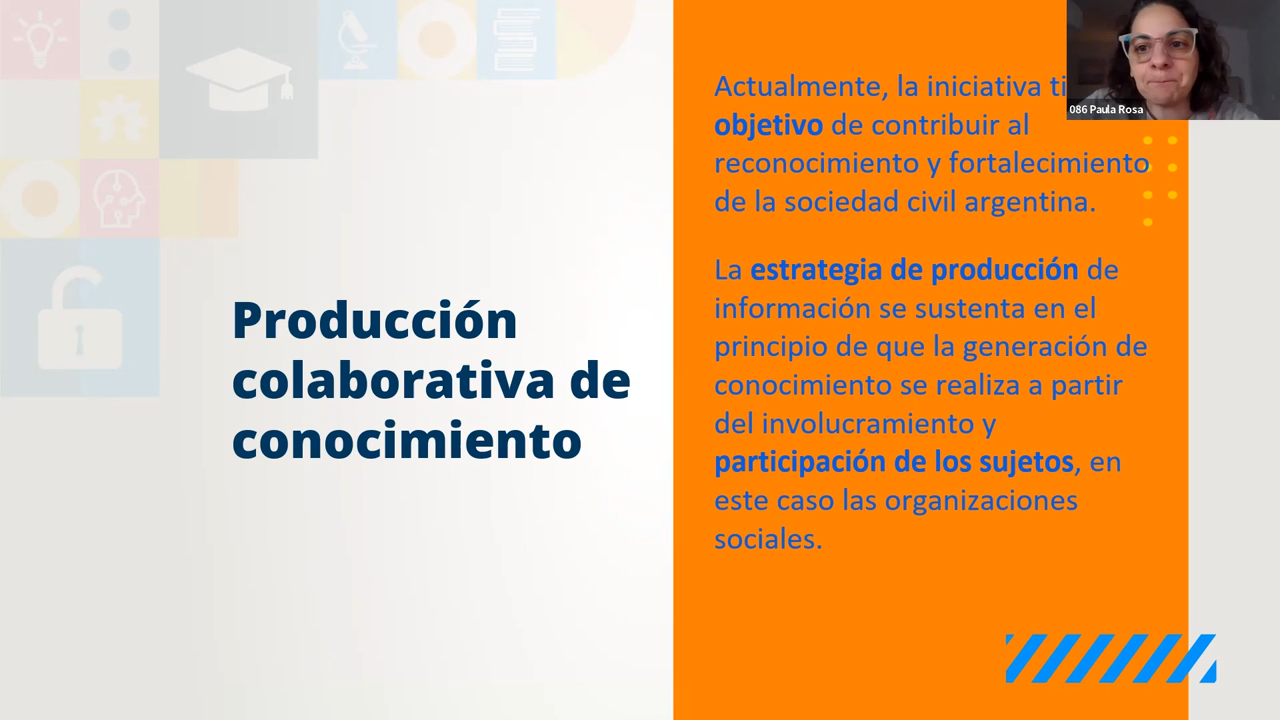 Producción
colaborativa de
conocimiento
Actualmente, la iniciativa
objetivo de contribuir al
reconocimiento y fortalecimiento
de la sociedad civil argentina.
La estrategia de producción de
información se sustenta en el
principio de que la generación de
conocimiento se realiza a partir
del involucramiento y
participación de los sujetos, en
este caso las organizaciones
sociales.
086 Paula Rosa